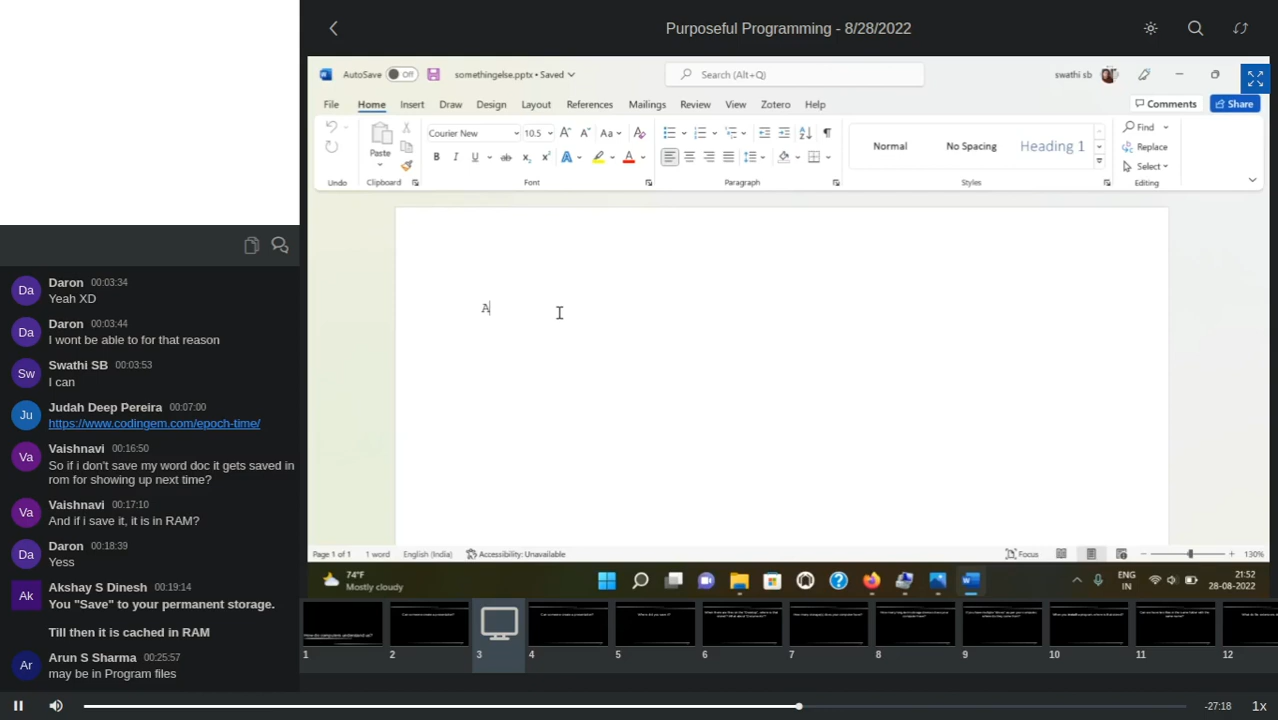 Purposeful Programming - 8/28/2022
AutoSave Off somethingelse.pptx • Saved Search (Alt+Q) swathi sb
File Home Insert Draw Design Layout References Mailings Review View Zotero Help Comments Share
Courier New 10.5 Aa
Paste
Normal No Spacing Heading 1
Find
Replace
Select
Undo Clipboard Font Paragraph Styles Editing
A
Page 1 of 1 1 word English (India) Accessibility: Unavailable Focus 130%
74°F
Mostly cloudy
ENG
IN
21:52
28-08-2022
Daron 00:03:34
Yeah XD
Daron 00:03:44
I wont be able to for that reason
Swathi SB 00:03:53
I can
Judah Deep Pereira 00:07:00
https://www.codingem.com/epoch-time/
Vaishnavi 00:16:50
So if i don't save my word doc it gets saved in
rom for showing up next time?
Vaishnavi 00:17:10
And if i save it, it is in RAM?
Daron 00:18:39
Yess
Akshay S Dinesh 00:19:14
You "Save" to your permanent storage.
Till then it is cached in RAM
Arun S Sharma 00:25:57
may be in Program files
Da
Da
Sw
Ju
Va
Va
Da
Ak
Ar
How do computers understand us?
1 2 3 4 5 6 7 8 9 10 11 12
-27:18 1x